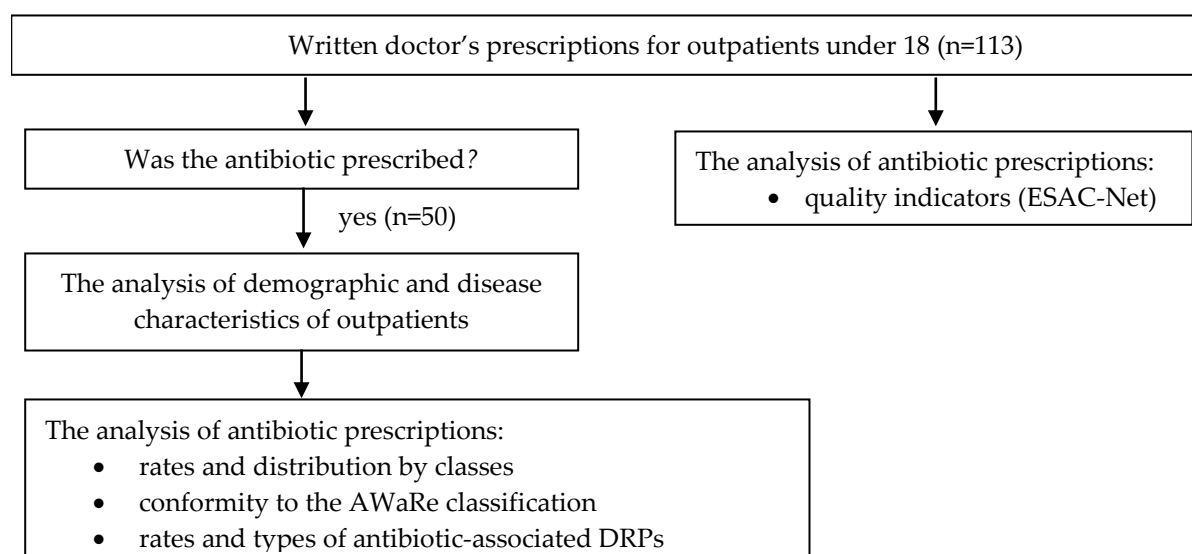 Written doctor’s prescriptions for outpatients under 18 (n=113)
Was the antibiotic prescribed?
The analysis of antibiotic prescriptions:
• quality indicators (ESAC-Net)
yes (n=50)
The analysis of demographic and disease
characteristics of outpatients
The analysis of antibiotic prescriptions:
• rates and distribution by classes
• conformity to the AWaRe classification
• rates and types of antibiotic-associated DRPs